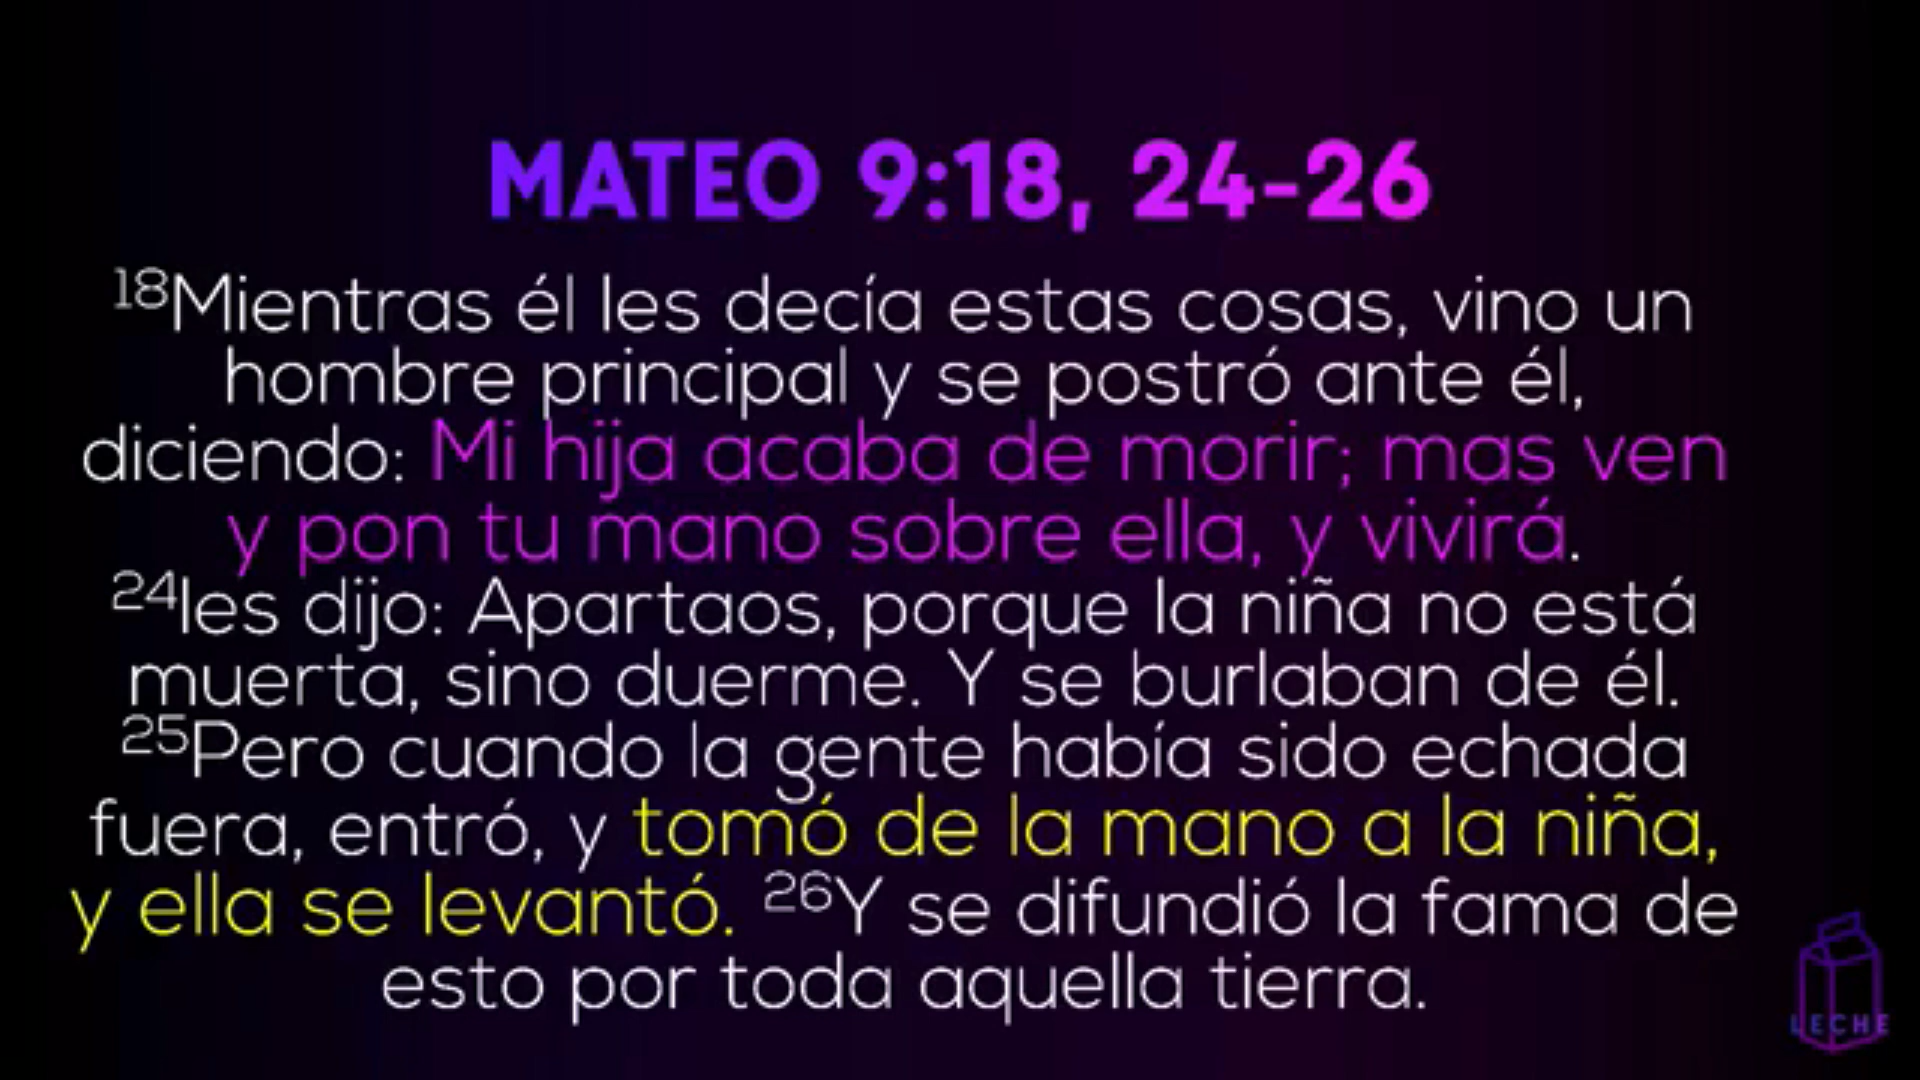 MATEO 9:18, 24-26
18Mientras él les decía estas cosas, vino un
hombre principal y se postró ante él,
diciendo: Mi hija acaba de morir; mas ven
y pon tu mano sobre ella, y vivirá.
24les dijo: Apartaos, porque la niña no está
muerta, sino duerme. Y se burlaban de él.
25Pero cuando la gente había sido echada
fuera, entró, y tomó de la mano a la niña,
y ella se levantó. 26Y se difundió la fama de
esto por toda aquella tierra.
LECHE